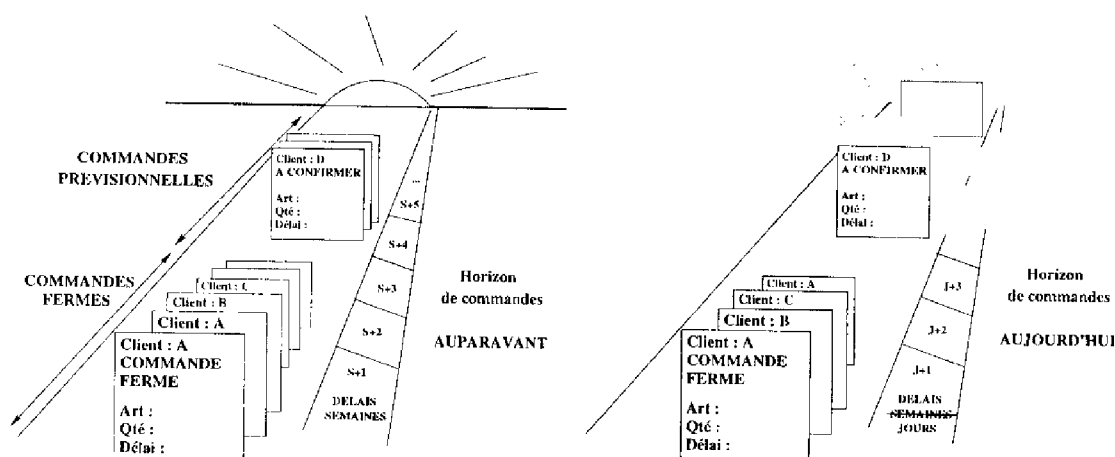 COMMANDES
PREVISIONNELLES
Client : D
A CONFIRMER
Art :
Qté :
Délai :
...
S+5
S+4
S+3
S+2
S+1
DELAIS
SEMAINES
COMMANDES
FERMES
Client :
Client : B
Client : A
Client : A
COMMANDE
FERME
Art :
Qté :
Délai :
Horizon
de commandes
AUPARAVANT
Client : D
A CONFIRMER
Art :
Qté :
Délai :
Client : A
Client : C
Client : B
Client : A
COMMANDE
FERME
Art :
Qté :
Délai :
J+3
J+2
J+1
DELAIS
SEMAINES
JOURS
Horizon
de commandes
AUJOURD'HUI